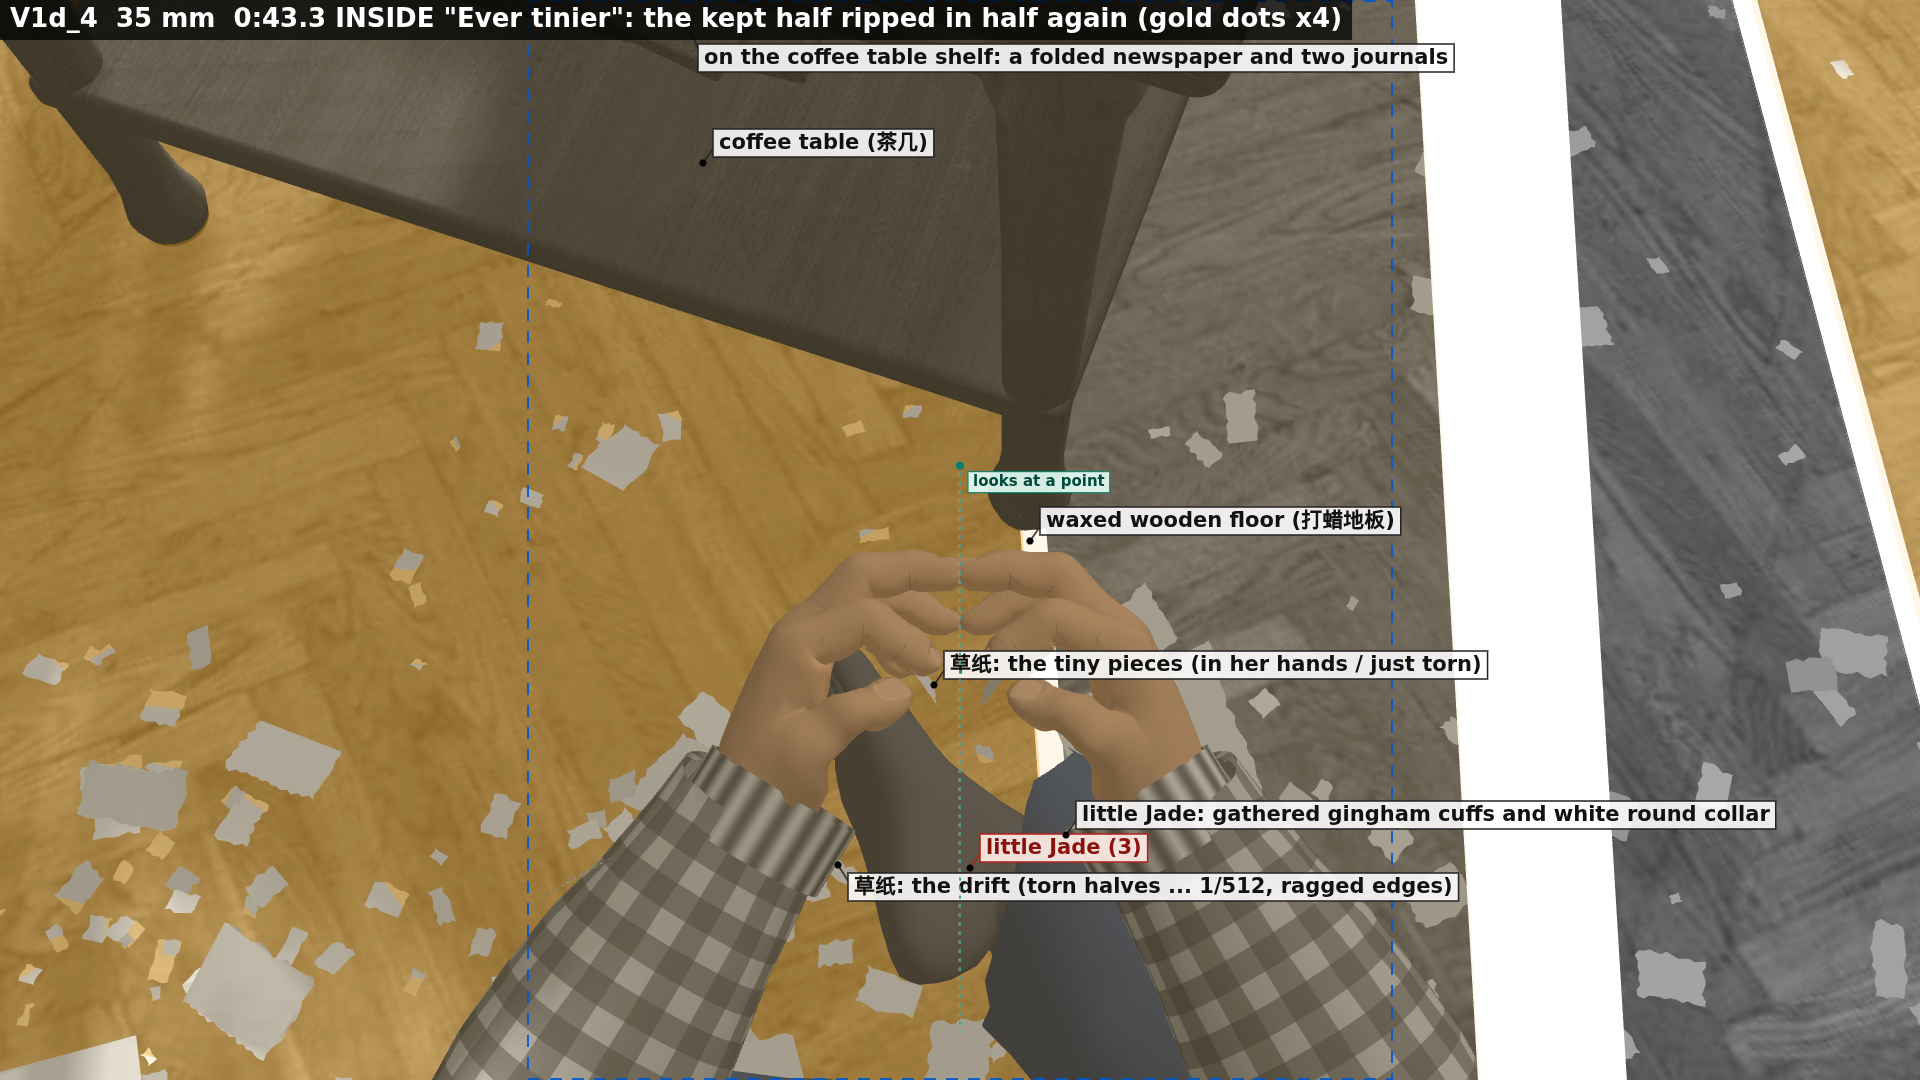 V1d_4 35 mm 0:43.3 INSIDE "Ever tinier": the kept half ripped in half again (gold dots x4)
on the coffee table shelf: a folded newspaper and two journals
coffee table (茶几)
looks at a point
waxed wooden floor (打蜡地板)
草纸: the tiny pieces (in her hands / just torn)
little Jade: gathered gingham cuffs and white round collar
little Jade (3)
草纸: the drift (torn halves ... 1/512, ragged edges)